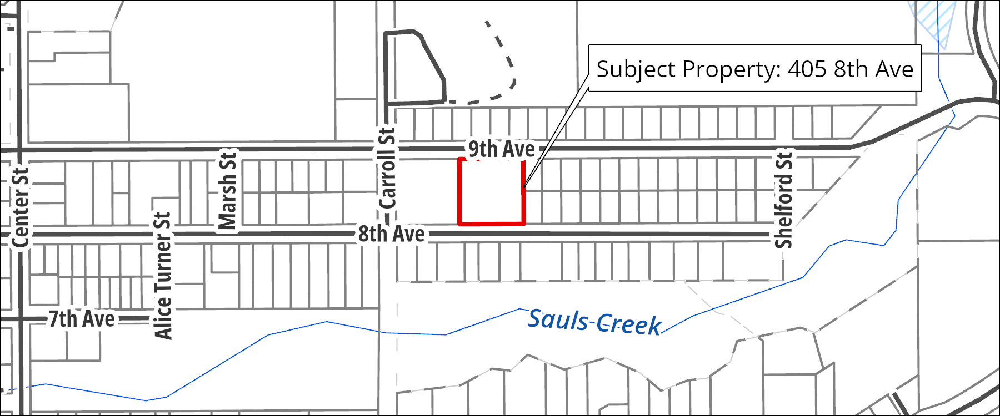 Subject Property: 405 8th Ave
9th Ave
Carroll St
Marsh St
Center St
Shelford St
Alice Turner St
8th Ave
7th Ave
Sauls Creek